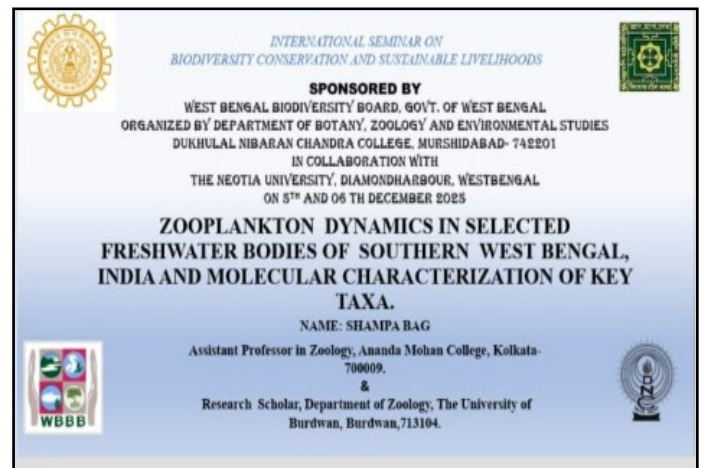 INTERNATIONAL SEMINAR ON
BIODIVERSITY CONSERVATION AND SUSTAINABLE LIVELIHOODS
SPONSORED BY
WEST BENGAL BIODIVERSITY BOARD, GOVT. OF WEST BENGAL
ORGANIZED BY DEPARTMENT OF BOTANY, ZOOLOGY AND ENVIRONMENTAL STUDIES
DUKHULAL NIBARAN CHANDRA COLLEGE, MURSHIDABAD- 742201
IN COLLABORATION WITH
THE NEOTIA UNIVERSITY, DIAMONDHARBOUR, WESTBENGAL
ON 5TH AND 06 TH DECEMBER 2025
ZOOPLANKTON DYNAMICS IN SELECTED
FRESHWATER BODIES OF SOUTHERN WEST BENGAL,
INDIA AND MOLECULAR CHARACTERIZATION OF KEY
TAXA.
NAME: SHAMPA BAG
Assistant Professor in Zoology, Ananda Mohan College, Kolkata-
700009.
&
Research Scholar, Department of Zoology, The University of
Burdwan, Burdwan,713104.
WBBB
DNC